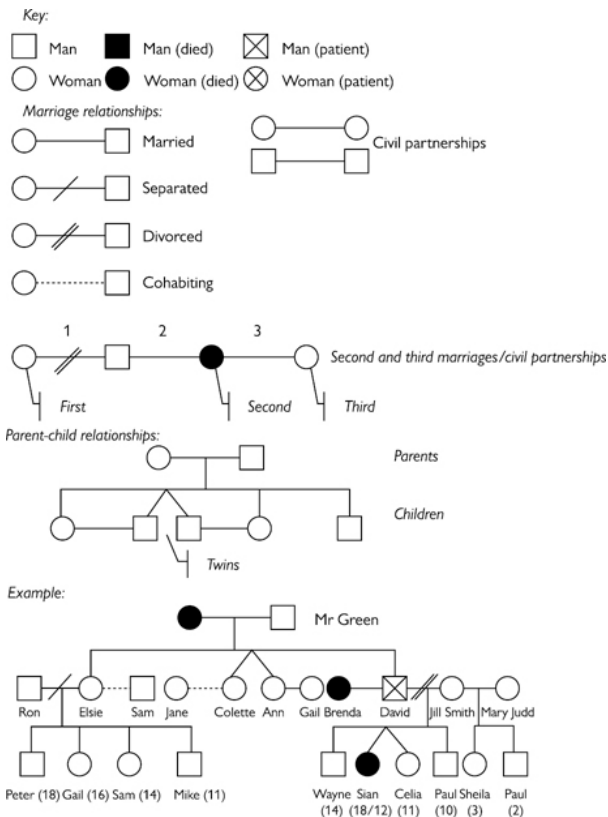 Key:
Man Man (died) Man (patient)
Woman Woman (died) Woman (patient)
Marriage relationships:
Married
Civil partnerships
Separated
Divorced
Cohabiting
1 2 3
Second and third marriages/civil partnerships
First Second Third
Parent-child relationships:
Parents
Children
Twins
Example:
Mr Green
Ron Elsie Sam Jane Colette Ann Gail Brenda David Jill Smith Mary Judd
Peter (18) Gail (16) Sam (14) Mike (11) Wayne (14) Sian (18/12) Celia (11) Paul (10) Sheila (3) Paul (2)